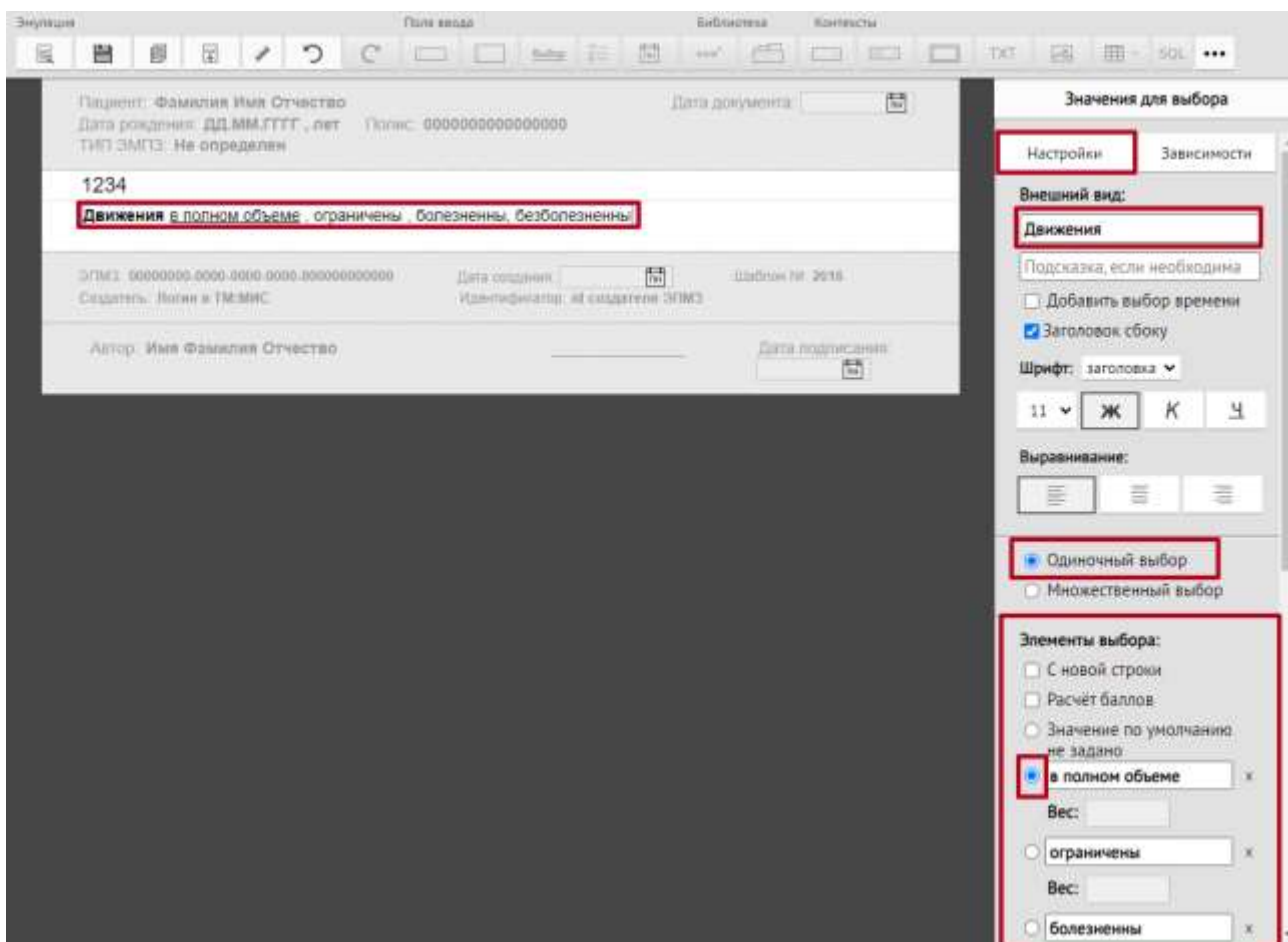 Эмуляция Поля ввода Библиотека Контексты
TXT SQL
Пациент: Фамилия Имя Отчество Дата документа:
Дата рождения: ДД.ММ.ГГГГ , лет Полис: 0000000000000000
ТИП ЭМПЗ: Не определен
1234
Движения в полном объеме , ограничены , болезненны, безболезненны
ЭПМЗ: 00000000-0000-0000-0000-000000000000 Дата создания: Шаблон №: 2018
Создатель: Логин в ТМ:МИС Идентификатор: id создателя ЭПМЗ
Автор: Имя Фамилия Отчество Дата подписания:
Значения для выбора
Настройки Зависимости
Внешний вид:
Движения
Подсказка, если необходима
Добавить выбор времени
Заголовок сбоку
Шрифт: заголовка
11 Ж К Ч
Выравнивание:
Одиночный выбор
Множественный выбор
Элементы выбора:
С новой строки
Расчёт баллов
Значение по умолчанию
не задано
в полном объеме x
Вес:
ограничены x
Вес:
болезненны x